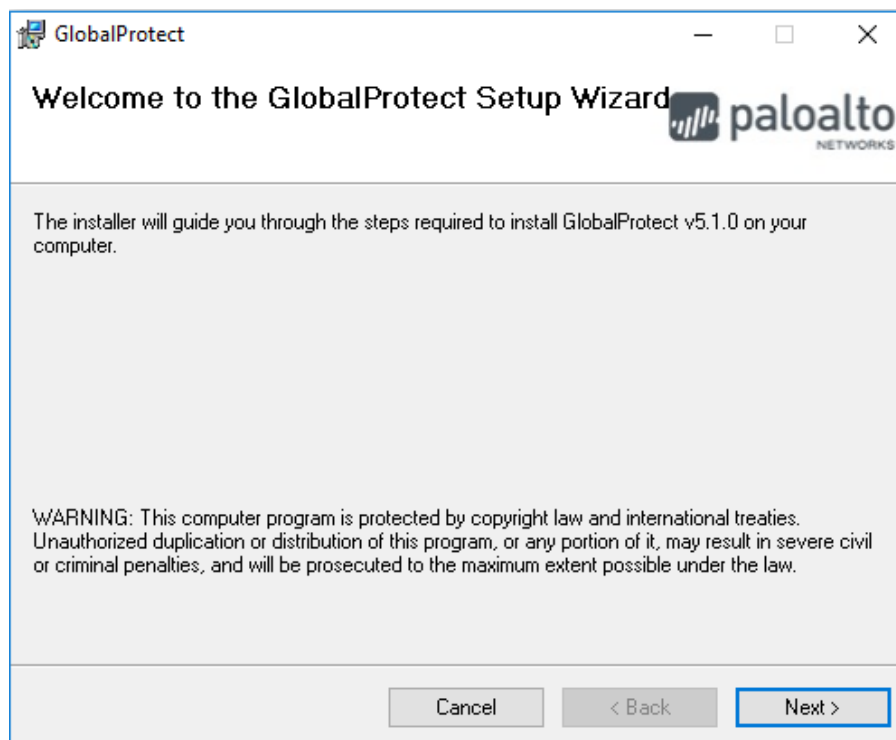 GlobalProtect
Welcome to the GlobalProtect Setup Wizard
paloalto
NETWORKS
The installer will guide you through the steps required to install GlobalProtect v5.1.0 on your
computer.
WARNING: This computer program is protected by copyright law and international treaties.
Unauthorized duplication or distribution of this program, or any portion of it, may result in severe civil
or criminal penalties, and will be prosecuted to the maximum extent possible under the law.
Cancel
< Back
Next >